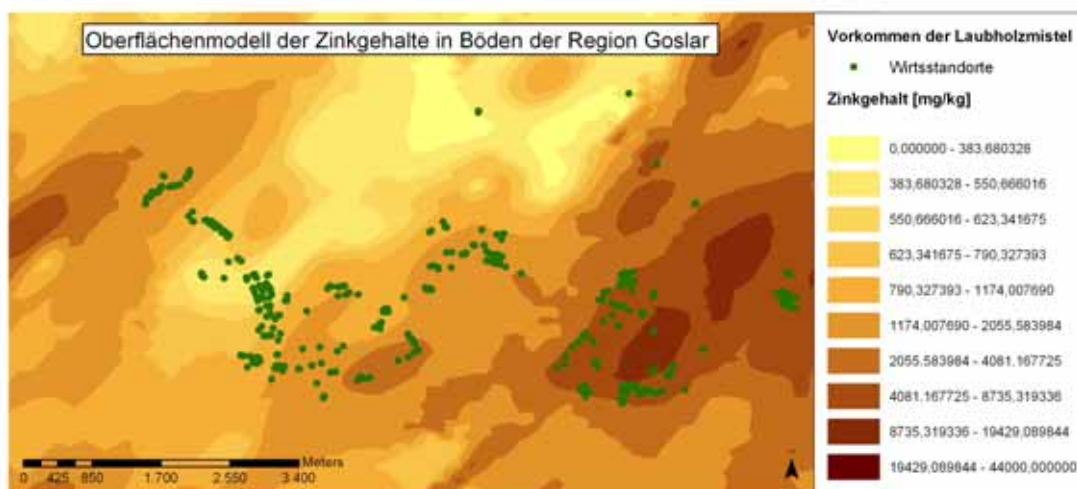 Oberflächenmodell der Zinkgehalte in Böden der Region Goslar
Meters
0 425 850 1.700 2.550 3.400
Vorkommen der Laubholzmistel
Wirtsstandorte
Zinkgehalt [mg/kg]
0,000000 - 383,680328
383,680328 - 550,666016
550,666016 - 623,341675
623,341675 - 790,327393
790,327393 - 1174,007690
1174,007690 - 2055,583984
2055,583984 - 4081,167725
4081,167725 - 8735,319336
8735,319336 - 19429,089844
19429,089844 - 44000,000000